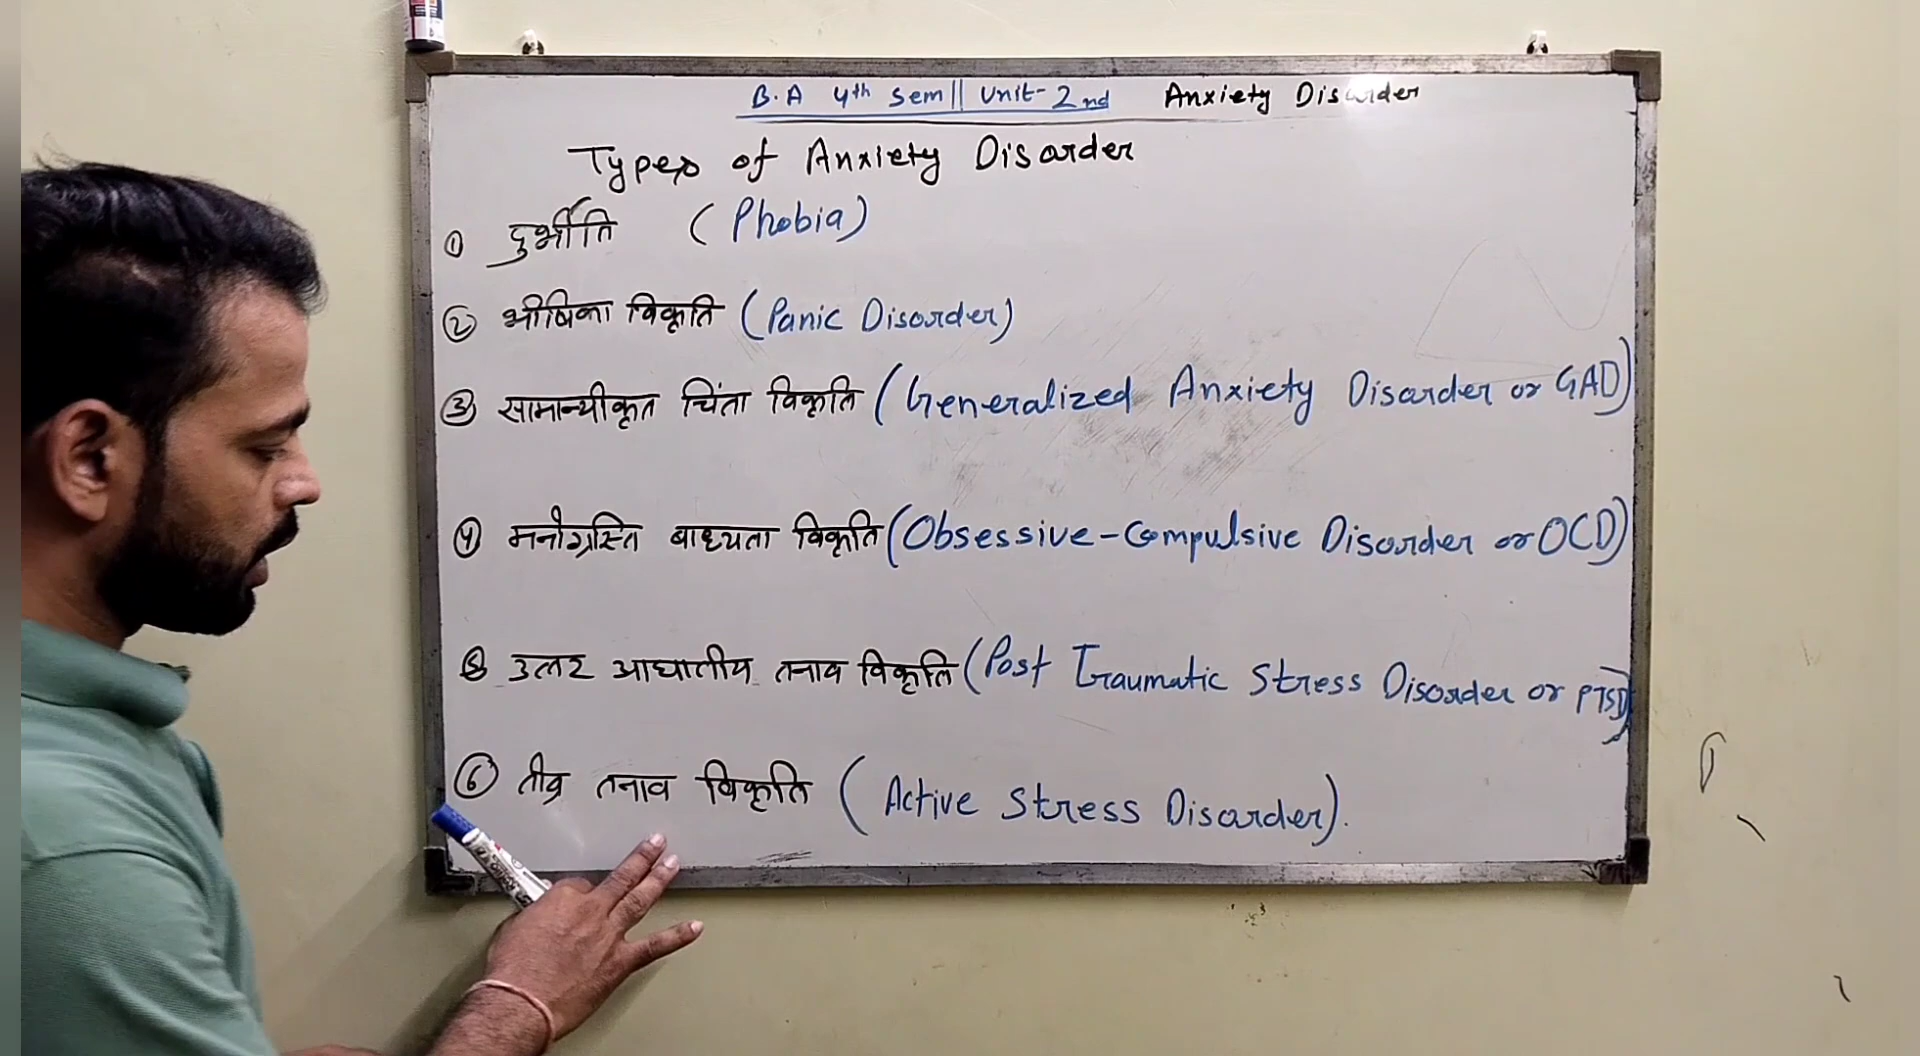 B.A 4th Sem || Unit-2nd Anxiety Disorder
Types of Anxiety Disorder
① दुर्भीति (Phobia)
② भीषिका विकृति (Panic Disorder)
③ सामान्यीकृत चिंता विकृति (Generalized Anxiety Disorder or GAD)
④ मनोग्रस्ति बाध्यता विकृति (Obsessive-Compulsive Disorder or OCD)
⑤ उत्तर आघातीय तनाव विकृति (Post Traumatic Stress Disorder or PTSD)
⑥ तीव्र तनाव विकृति (Active Stress Disorder).